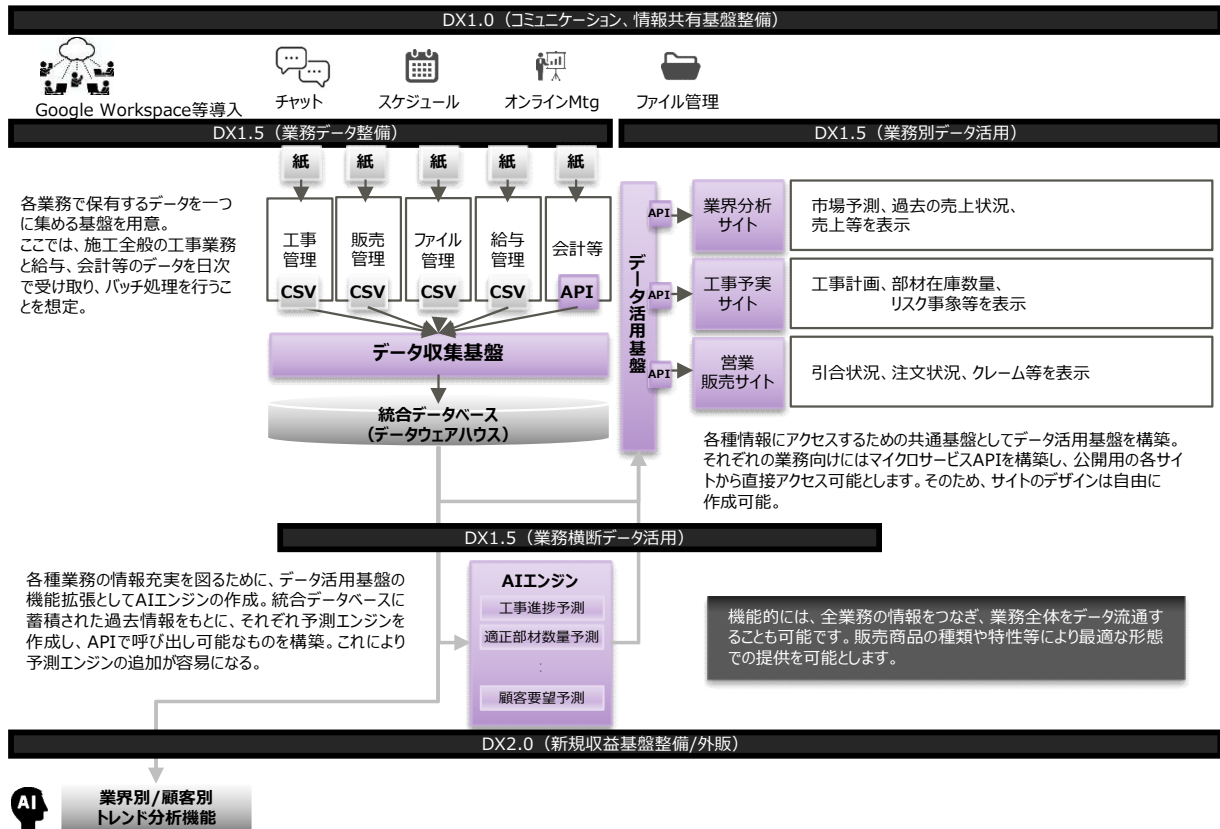 DX1.0（コミュニケーション、情報共有基盤整備）
Google Workspace等導入
チャット
スケジュール
オンラインMtg
ファイル管理
DX1.5（業務データ整備）
各業務で保有するデータを一つ
に集める基盤を用意。
ここでは、施工全般の工事業務
と給与、会計等のデータを日次
で受け取り、バッチ処理を行うこ
とを想定。
紙
紙
紙
紙
紙
工事
管理
CSV
販売
管理
CSV
ファイル
管理
CSV
給与
管理
CSV
会計等
API
データ収集基盤
統合データベース
（データウェアハウス）
DX1.5（業務別データ活用）
データ活用基盤
API
業界分析
サイト
市場予測、過去の売上状況、
売上等を表示
API
工事予実
サイト
工事計画、部材在庫数量、
リスク事象等を表示
API
営業
販売サイト
引合状況、注文状況、クレーム等を表示
各種情報にアクセスするための共通基盤としてデータ活用基盤を構築。
それぞれの業務向けにはマイクロサービスAPIを構築し、公開用の各サイ
トから直接アクセス可能とします。そのため、サイトのデザインは自由に
作成可能。
DX1.5（業務横断データ活用）
各種業務の情報充実を図るために、データ活用基盤の
機能拡張としてAIエンジンの作成。統合データベースに
蓄積された過去情報をもとに、それぞれ予測エンジンを
作成し、APIで呼び出し可能なものを構築。これにより
予測エンジンの追加が容易になる。
AIエンジン
工事進捗予測
適正部材数量予測
：
顧客要望予測
機能的には、全業務の情報をつなぎ、業務全体をデータ流通す
ることも可能です。販売商品の種類や特性等により最適な形態
での提供を可能とします。
DX2.0（新規収益基盤整備/外販）
AI
業界別/顧客別
トレンド分析機能